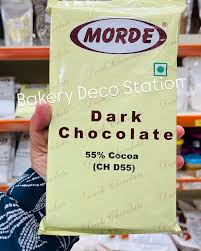 MORDE
Bakery Deco Station
Dark
Chocolate
55% Cocoa
(CH D55)